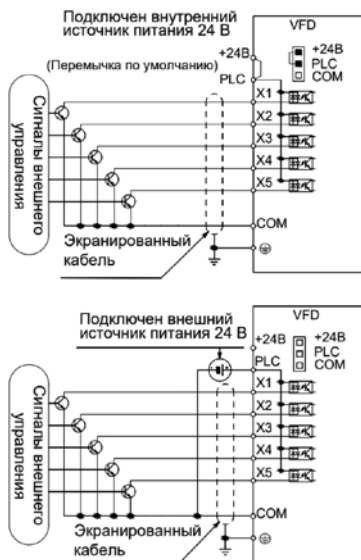 Подключен внутренний
источник питания 24 В
(Перемычка по умолчанию)
VFD
+24В
PLC
+24В
PLC
COM
Сигналы внешнего
управления
X1
X2
X3
X4
X5
COM
Экранированный
кабель
Подключен внешний
источник питания 24 В
VFD
+24В
PLC
+24В
PLC
COM
Сигналы внешнего
управления
X1
X2
X3
X4
X5
COM
Экранированный
кабель